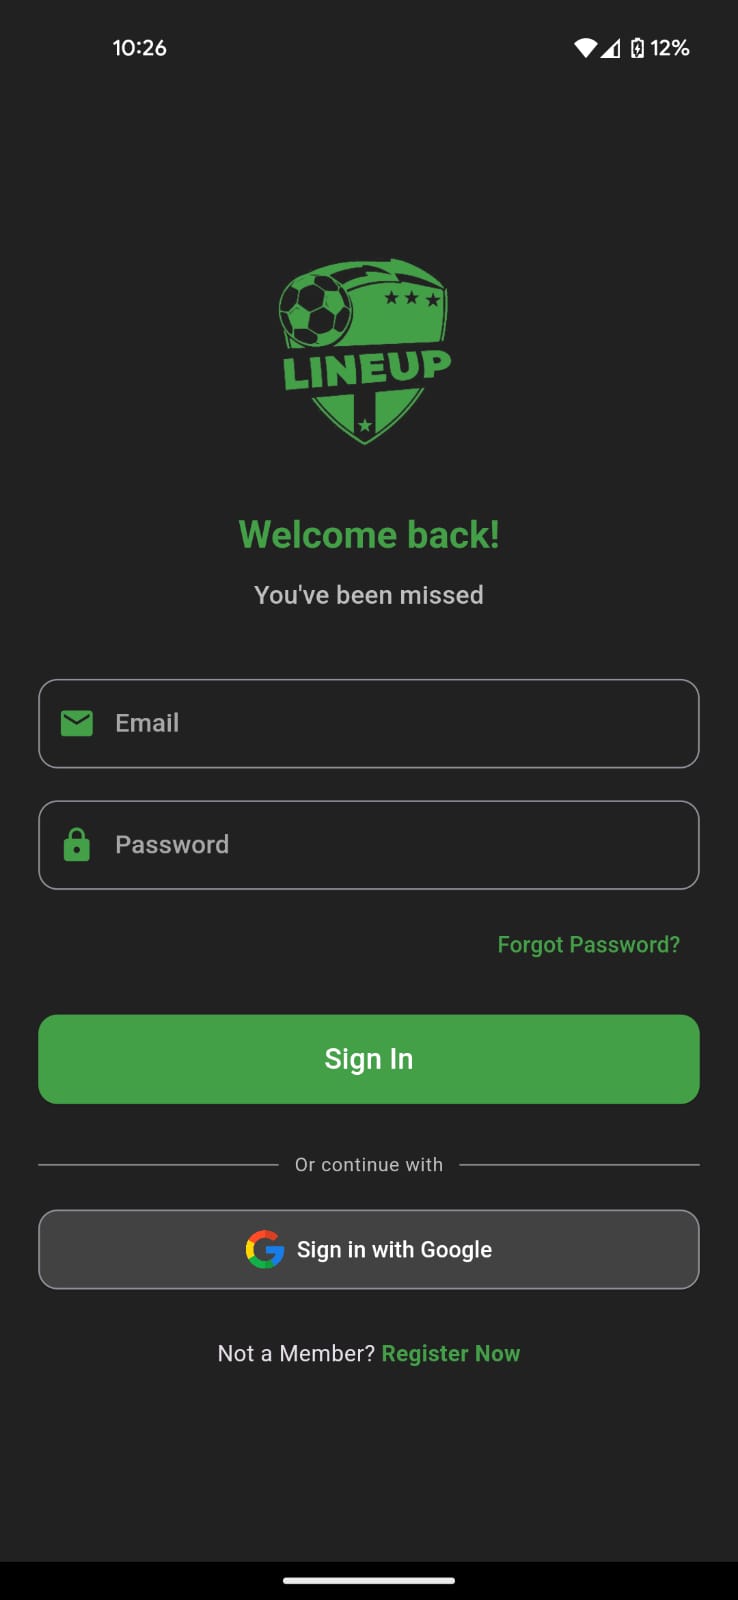 10:26 12%
LINEUP
Welcome back!
You've been missed
Email
Password
Forgot Password?
Sign In
Or continue with
Sign in with Google
Not a Member? Register Now